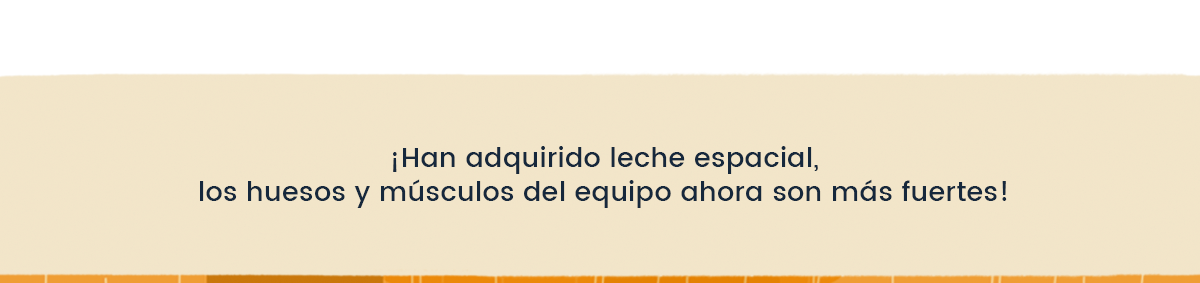 ¡Han adquirido leche espacial,
los huesos y músculos del equipo ahora son más fuertes!